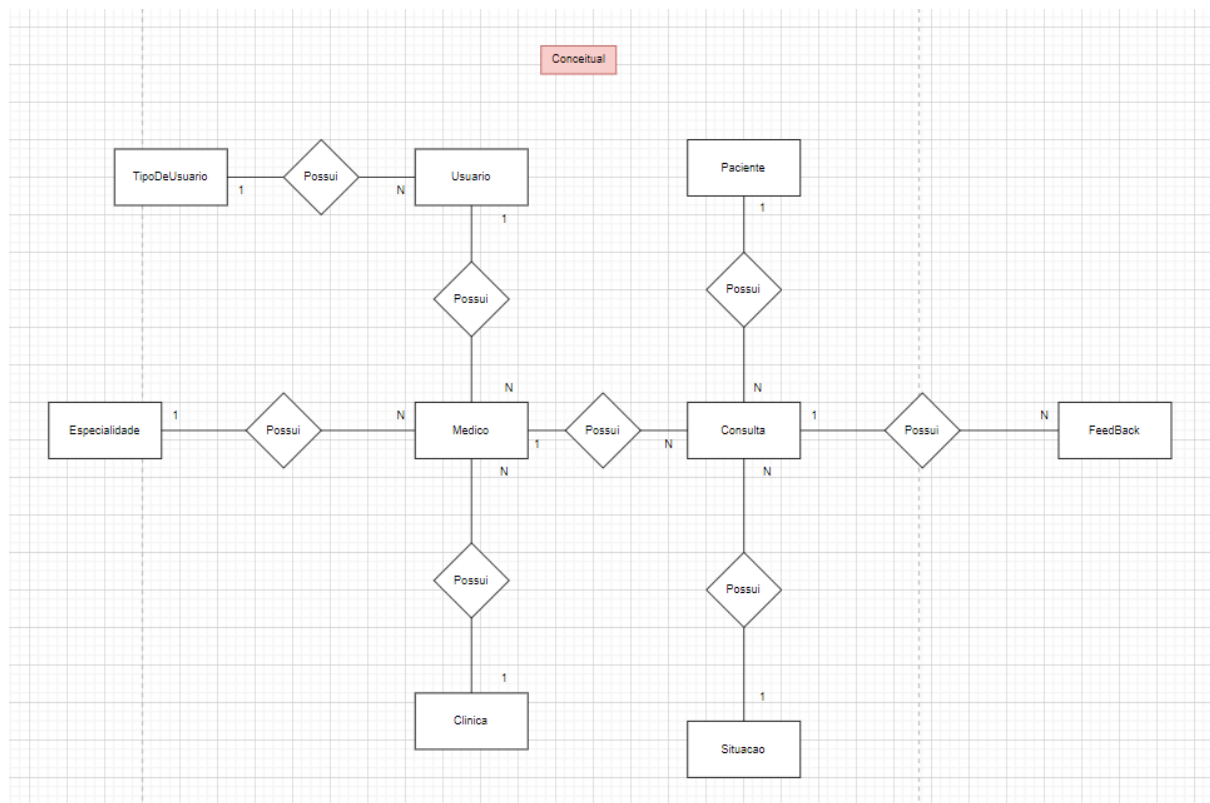 Conceitual
TipoDeUsuario
1
Possui
N
Usuario
1
Possui
N
Paciente
1
Possui
N
Especialidade
1
Possui
N
Medico
1
Possui
N
Consulta
1
Possui
N
FeedBack
N
Possui
1
Clinica
N
Possui
1
Situacao